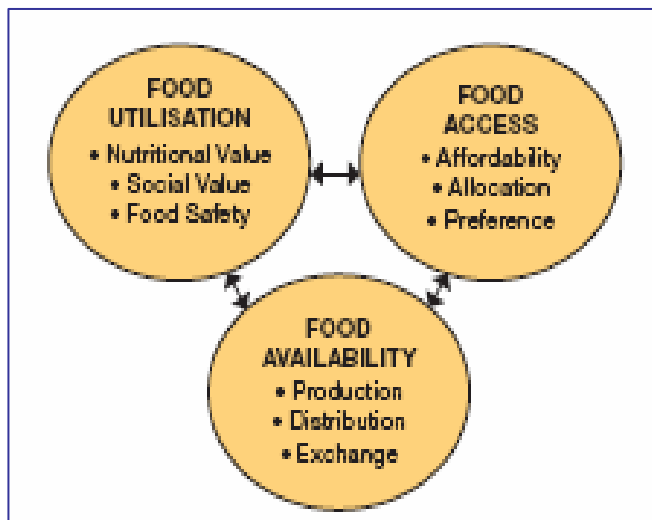 FOOD
UTILISATION
• Nutritional Value
• Social Value
• Food Safety
FOOD
ACCESS
• Affordability
• Allocation
• Preference
FOOD
AVAILABILITY
• Production
• Distribution
• Exchange